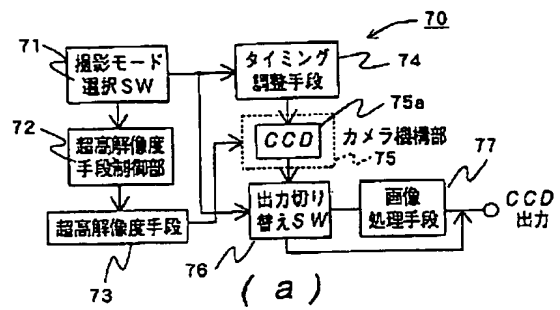 70
71
撮影モード
選択SW
タイミング
調整手段
74
75a
72
超高解像度
手段制御部
CCD
カメラ機構部
75
77
超高解像度手段
出力切り
替えSW
画像
処理手段
CCD
出力
73
76
(a)